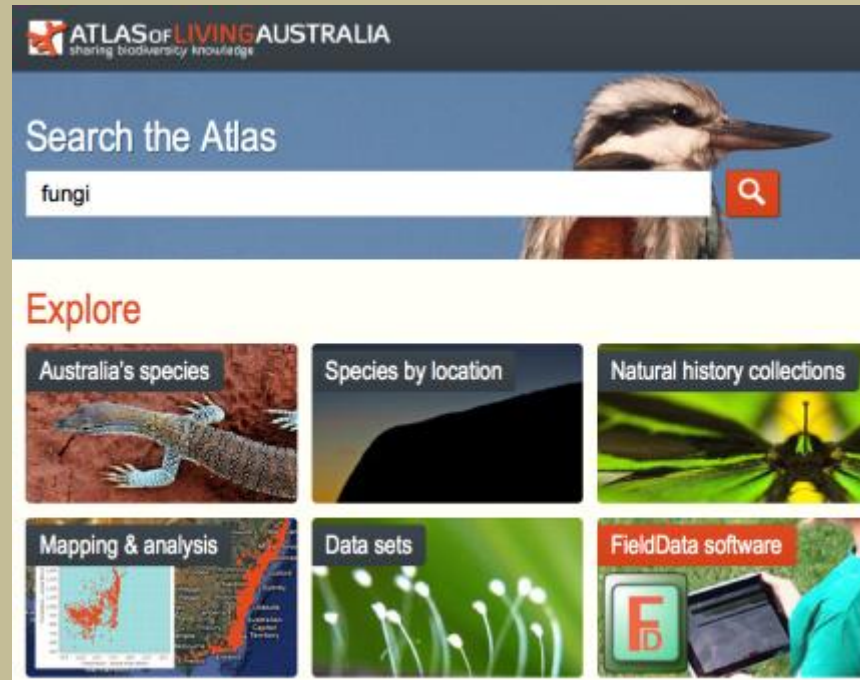 ATLAS OF LIVING AUSTRALIA
sharing biodiversity knowledge
Search the Atlas
fungi
Explore
Australia's species
Species by location
Natural history collections
Mapping & analysis
Data sets
FieldData software
FD